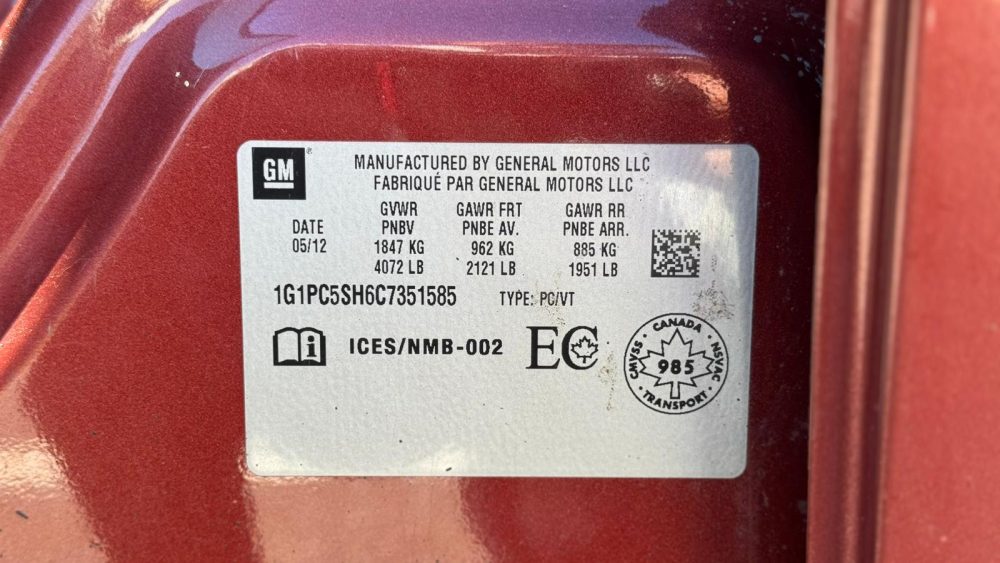 GM
MANUFACTURED BY GENERAL MOTORS LLC
FABRIQUÉ PAR GENERAL MOTORS LLC
DATE
05/12
GVWR
PNBV
1847 KG
4072 LB
GAWR FRT
PNBE AV.
962 KG
2121 LB
GAWR RR
PNBE ARR.
885 KG
1951 LB
1G1PC5SH6C7351585 TYPE: PC/VT
i ICES/NMB-002 EC
CANADA
CMVSS 985 NSVAC
TRANSPORT